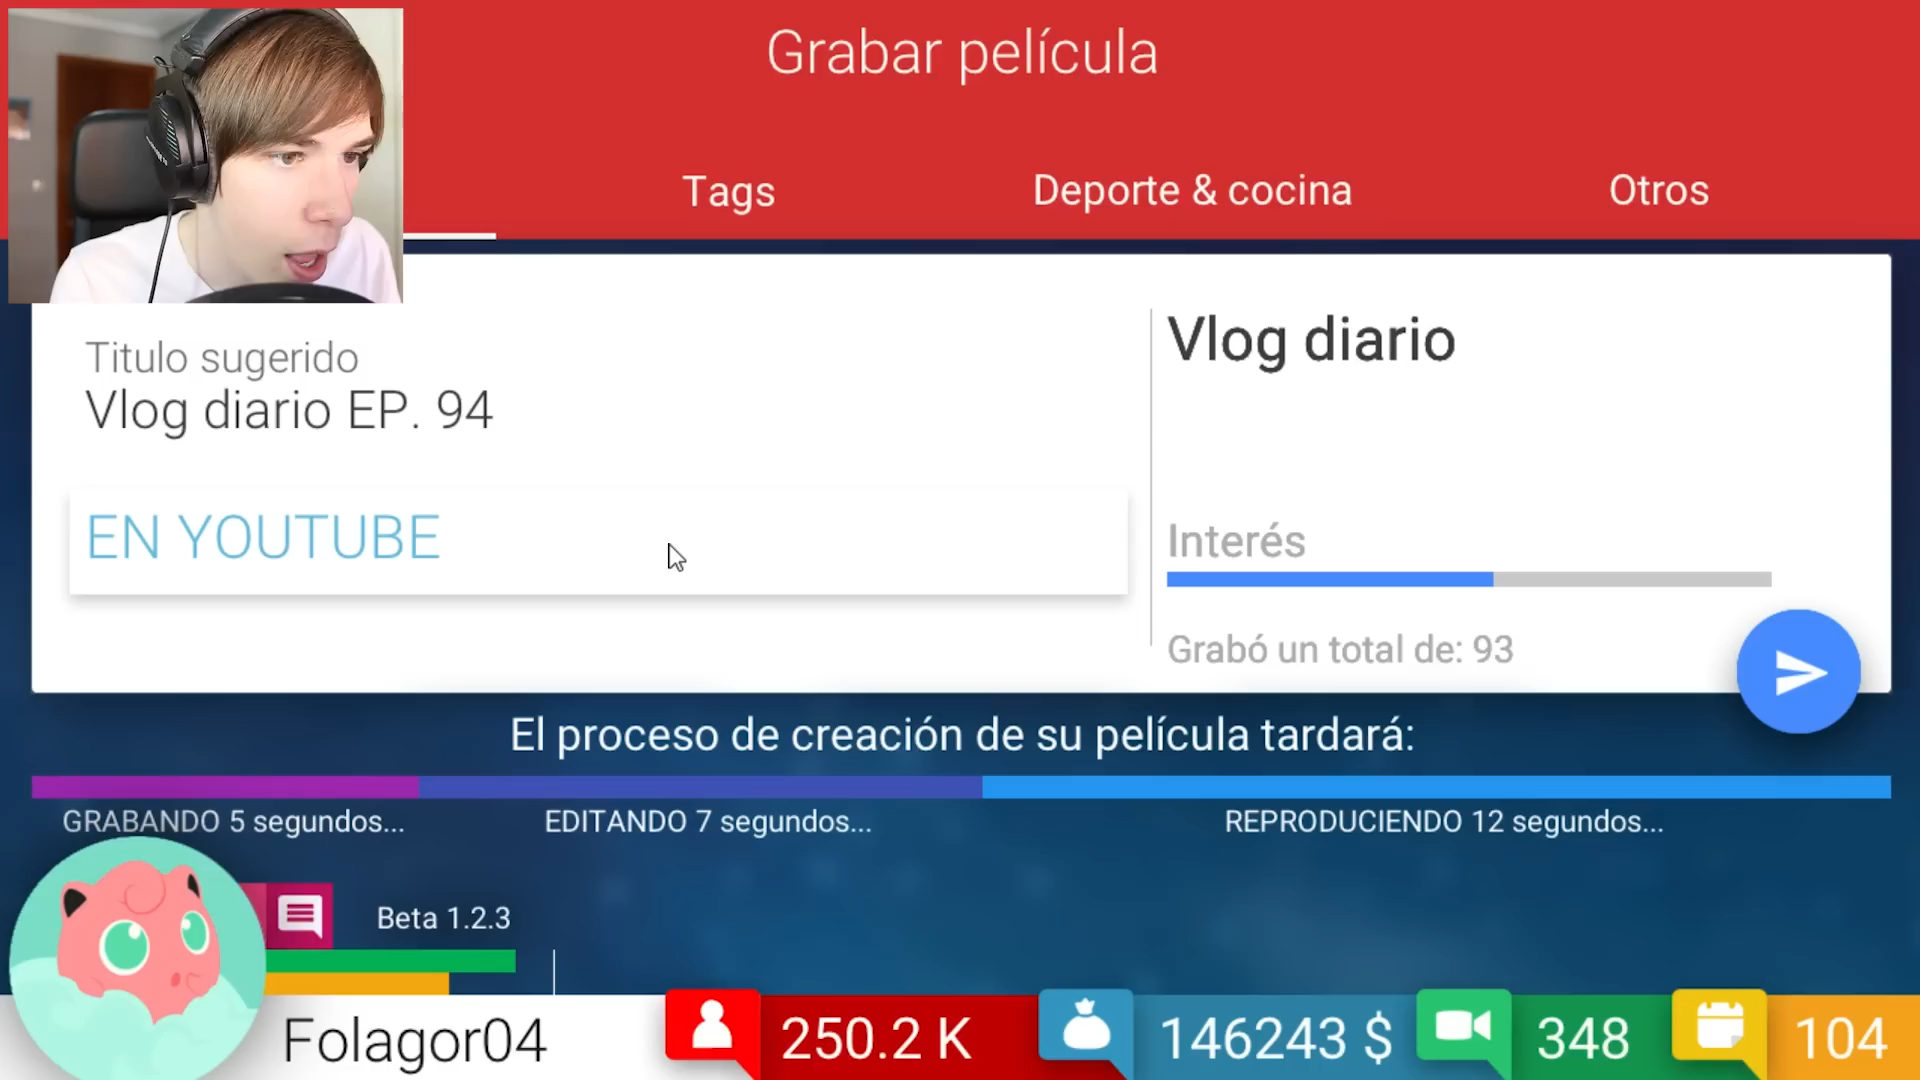 Grabar película
Tags
Deporte & cocina
Otros
Titulo sugerido
Vlog diario EP. 94
EN YOUTUBE
Vlog diario
Interés
Grabó un total de: 93
El proceso de creación de su película tardará:
GRABANDO 5 segundos...
EDITANDO 7 segundos...
REPRODUCIENDO 12 segundos...
Beta 1.2.3
Folagor04
250.2 K
146243 $
348
104